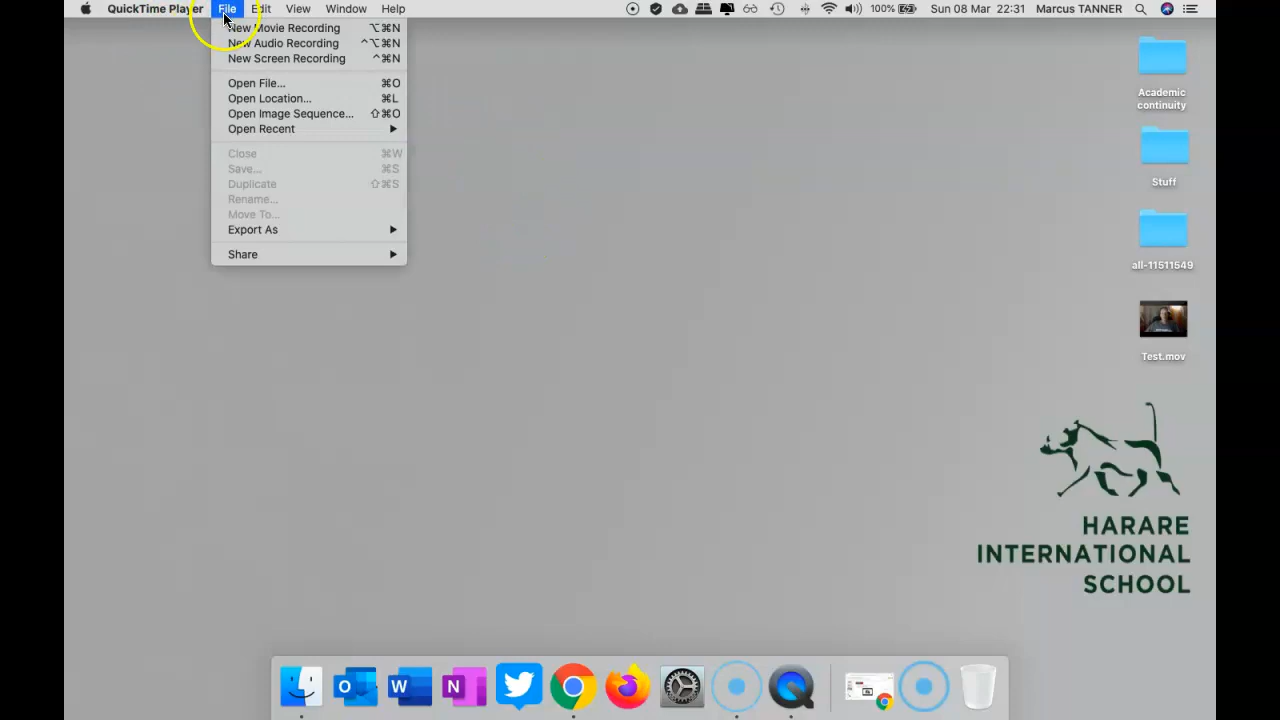 QuickTime Player File Edit View Window Help 100% Sun 08 Mar 22:31 Marcus TANNER
New Movie Recording ⌥⌘N
New Audio Recording ^⌥⌘N
New Screen Recording ^⌘N
Open File... ⌘O
Open Location... ⌘L
Open Image Sequence... ⇧⌘O
Open Recent
Close ⌘W
Save... ⌘S
Duplicate ⇧⌘S
Rename...
Move To...
Export As
Share
Academic
continuity
Stuff
all-11511549
Test.mov
HARARE
INTERNATIONAL
SCHOOL
O W N